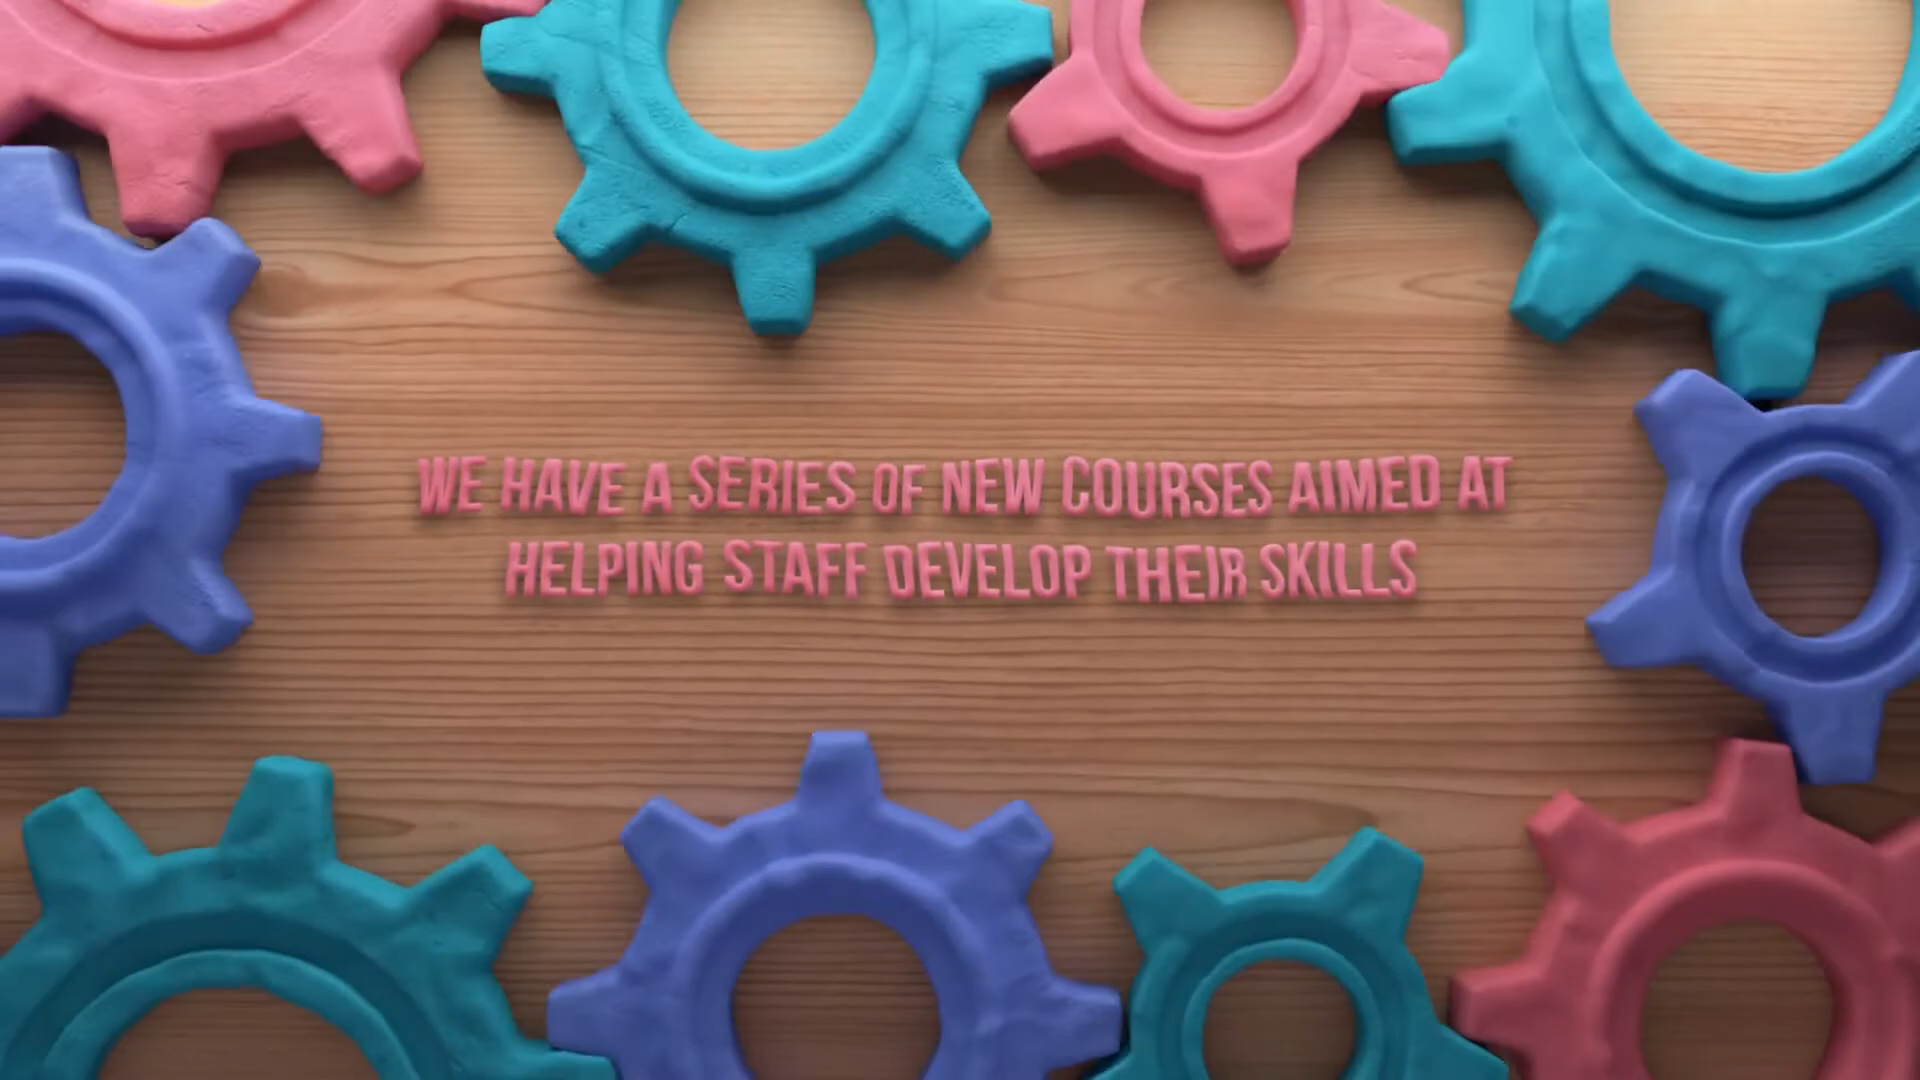 WE HAVE A SERIES OF NEW COURSES AIMED AT
HELPING STAFF DEVELOP THEIR SKILLS